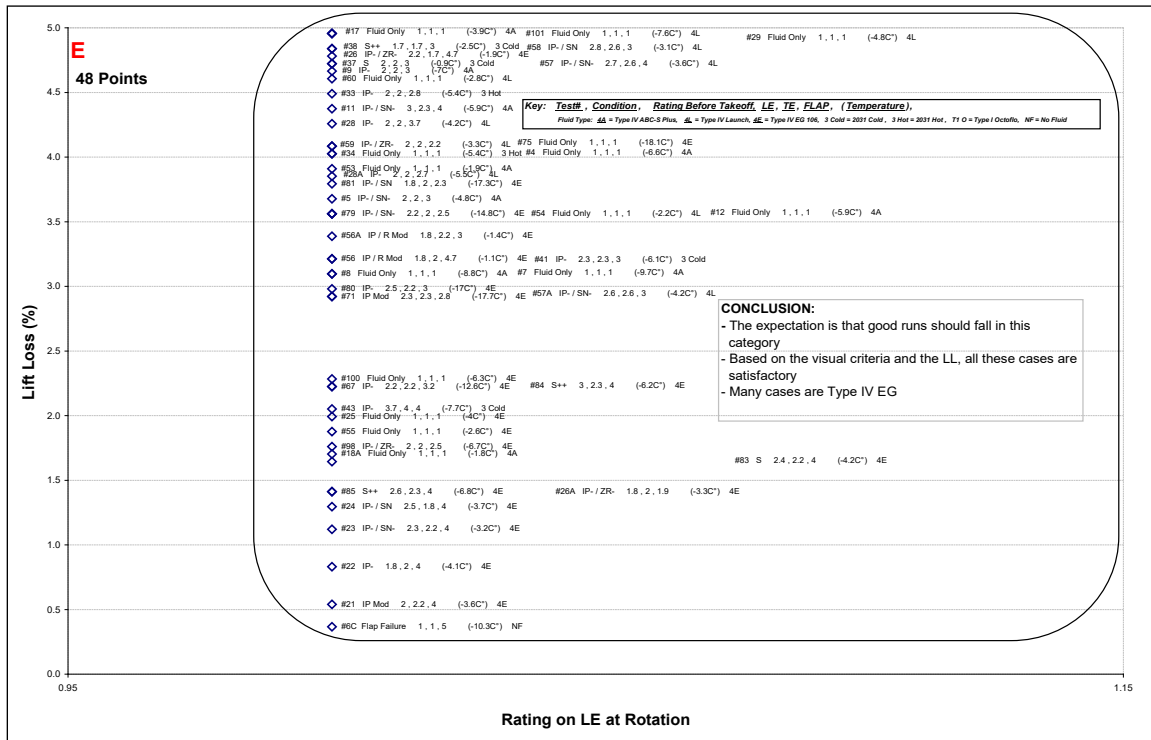 5.0
4.5
4.0
3.5
3.0
2.5
2.0
1.5
1.0
0.5
0.0
0.95
1.15
Lift Loss (%)
Rating on LE at Rotation
E
48 Points
#17 Fluid Only 1 , 1 , 1 (-3.9C°) 4A
#101 Fluid Only 1 , 1 , 1 (-7.6C°) 4L
#29 Fluid Only 1 , 1 , 1 (-4.8C°) 4L
#38 S++ 1.7 , 1.7 , 3 (-2.5C°) 3 Cold
#58 IP- / SN 2.8 , 2.6 , 3 (-3.1C°) 4L
#26 IP- / ZR- 2.2 , 1.7 , 4.7 (-1.9C°) 4E
#37 S 2 , 2 , 3 (-0.9C°) 3 Cold
#57 IP- / SN- 2.7 , 2.6 , 4 (-3.6C°) 4L
#9 IP- 2 , 2 , 3 (-7C°) 4A
#60 Fluid Only 1 , 1 , 1 (-2.8C°) 4L
#33 IP- 2 , 2 , 2.8 (-5.4C°) 3 Hot
#11 IP- / SN- 3 , 2.3 , 4 (-5.9C°) 4A
Key: Test# , Condition , Rating Before Takeoff, LE , TE , FLAP , (Temperature) ,
Fluid Type: 4A = Type IV ABC-S Plus, 4L = Type IV Launch, 4E = Type IV EG 106, 3 Cold = 2031 Cold , 3 Hot = 2031 Hot , T1 O = Type I Octoflo, NF = No Fluid
#28 IP- 2 , 2 , 3.7 (-4.2C°) 4L
#59 IP- / ZR- 2 , 2 , 2.2 (-3.3C°) 4L
#75 Fluid Only 1 , 1 , 1 (-18.1C°) 4E
#34 Fluid Only 1 , 1 , 1 (-5.4C°) 3 Hot
#4 Fluid Only 1 , 1 , 1 (-6.6C°) 4A
#53 Fluid Only 1 , 1 , 1 (-1.9C°) 4A
#28A IP- 2 , 2 , 2.7 (-5.5C°) 4L
#81 IP- / SN 1.8 , 2 , 2.3 (-17.3C°) 4E
#5 IP- / SN- 2 , 2 , 3 (-4.8C°) 4A
#79 IP- / SN- 2.2 , 2 , 2.5 (-14.8C°) 4E
#54 Fluid Only 1 , 1 , 1 (-2.2C°) 4L
#12 Fluid Only 1 , 1 , 1 (-5.9C°) 4A
#56A IP / R Mod 1.8 , 2.2 , 3 (-1.4C°) 4E
#56 IP / R Mod 1.8 , 2 , 4.7 (-1.1C°) 4E
#41 IP- 2.3 , 2.3 , 3 (-6.1C°) 3 Cold
#8 Fluid Only 1 , 1 , 1 (-8.8C°) 4A
#7 Fluid Only 1 , 1 , 1 (-9.7C°) 4A
#80 IP- 2.5 , 2.2 , 3 (-17C°) 4E
#71 IP Mod 2.3 , 2.3 , 2.8 (-17.7C°) 4E
#57A IP- / SN- 2.6 , 2.6 , 3 (-4.2C°) 4L
CONCLUSION:
- The expectation is that good runs should fall in this
category
- Based on the visual criteria and the LL, all these cases are
satisfactory
- Many cases are Type IV EG
#100 Fluid Only 1 , 1 , 1 (-6.3C°) 4E
#67 IP- 2.2 , 2.2 , 3.2 (-12.6C°) 4E
#84 S++ 3 , 2.3 , 4 (-6.2C°) 4E
#43 IP- 3.7 , 4 , 4 (-7.7C°) 3 Cold
#25 Fluid Only 1 , 1 , 1 (-4C°) 4E
#55 Fluid Only 1 , 1 , 1 (-2.6C°) 4E
#98 IP- / ZR- 2 , 2 , 2.5 (-6.7C°) 4E
#18A Fluid Only 1 , 1 , 1 (-1.8C°) 4A
#83 S 2.4 , 2.2 , 4 (-4.2C°) 4E
#85 S++ 2.6 , 2.3 , 4 (-6.8C°) 4E
#26A IP- / ZR- 1.8 , 2 , 1.9 (-3.3C°) 4E
#24 IP- / SN 2.5 , 1.8 , 4 (-3.7C°) 4E
#23 IP- / SN- 2.3 , 2.2 , 4 (-3.2C°) 4E
#22 IP- 1.8 , 2 , 4 (-4.1C°) 4E
#21 IP Mod 2 , 2.2 , 4 (-3.6C°) 4E
#6C Flap Failure 1 , 1 , 5 (-10.3C°) NF